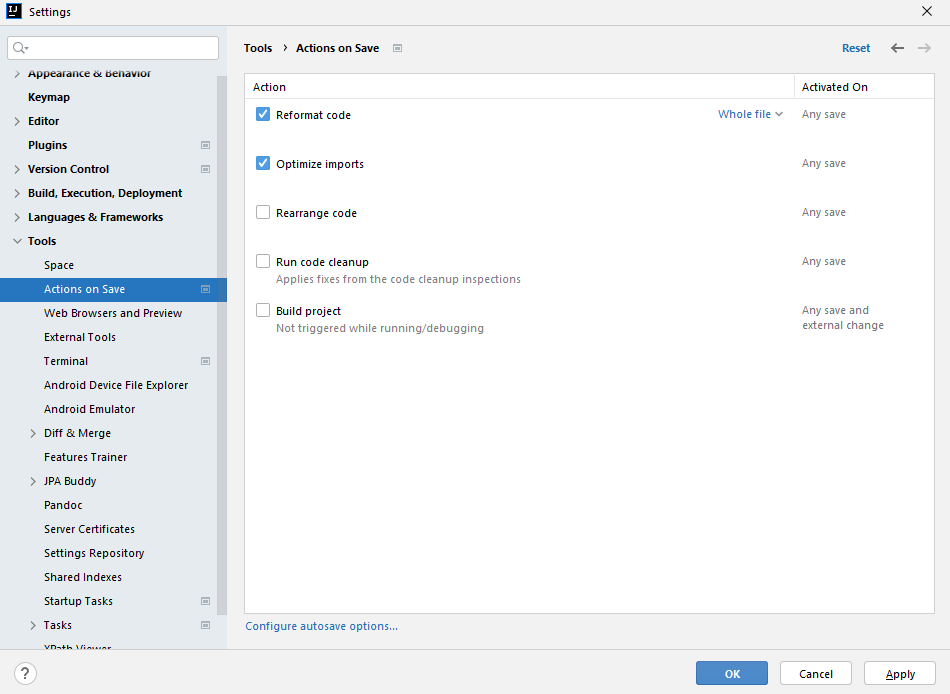 IJ
Settings
Appearance & Behavior
Keymap
Editor
Plugins
Version Control
Build, Execution, Deployment
Languages & Frameworks
Tools
Space
Actions on Save
Web Browsers and Preview
External Tools
Terminal
Android Device File Explorer
Android Emulator
Diff & Merge
Features Trainer
JPA Buddy
Pandoc
Server Certificates
Settings Repository
Shared Indexes
Startup Tasks
Tasks
XPath Viewer
Tools › Actions on Save
Reset
Action
Activated On
Reformat code
Whole file
Any save
Optimize imports
Any save
Rearrange code
Any save
Run code cleanup
Any save
Applies fixes from the code cleanup inspections
Build project
Any save and
external change
Not triggered while running/debugging
Configure autosave options...
?
OK
Cancel
Apply